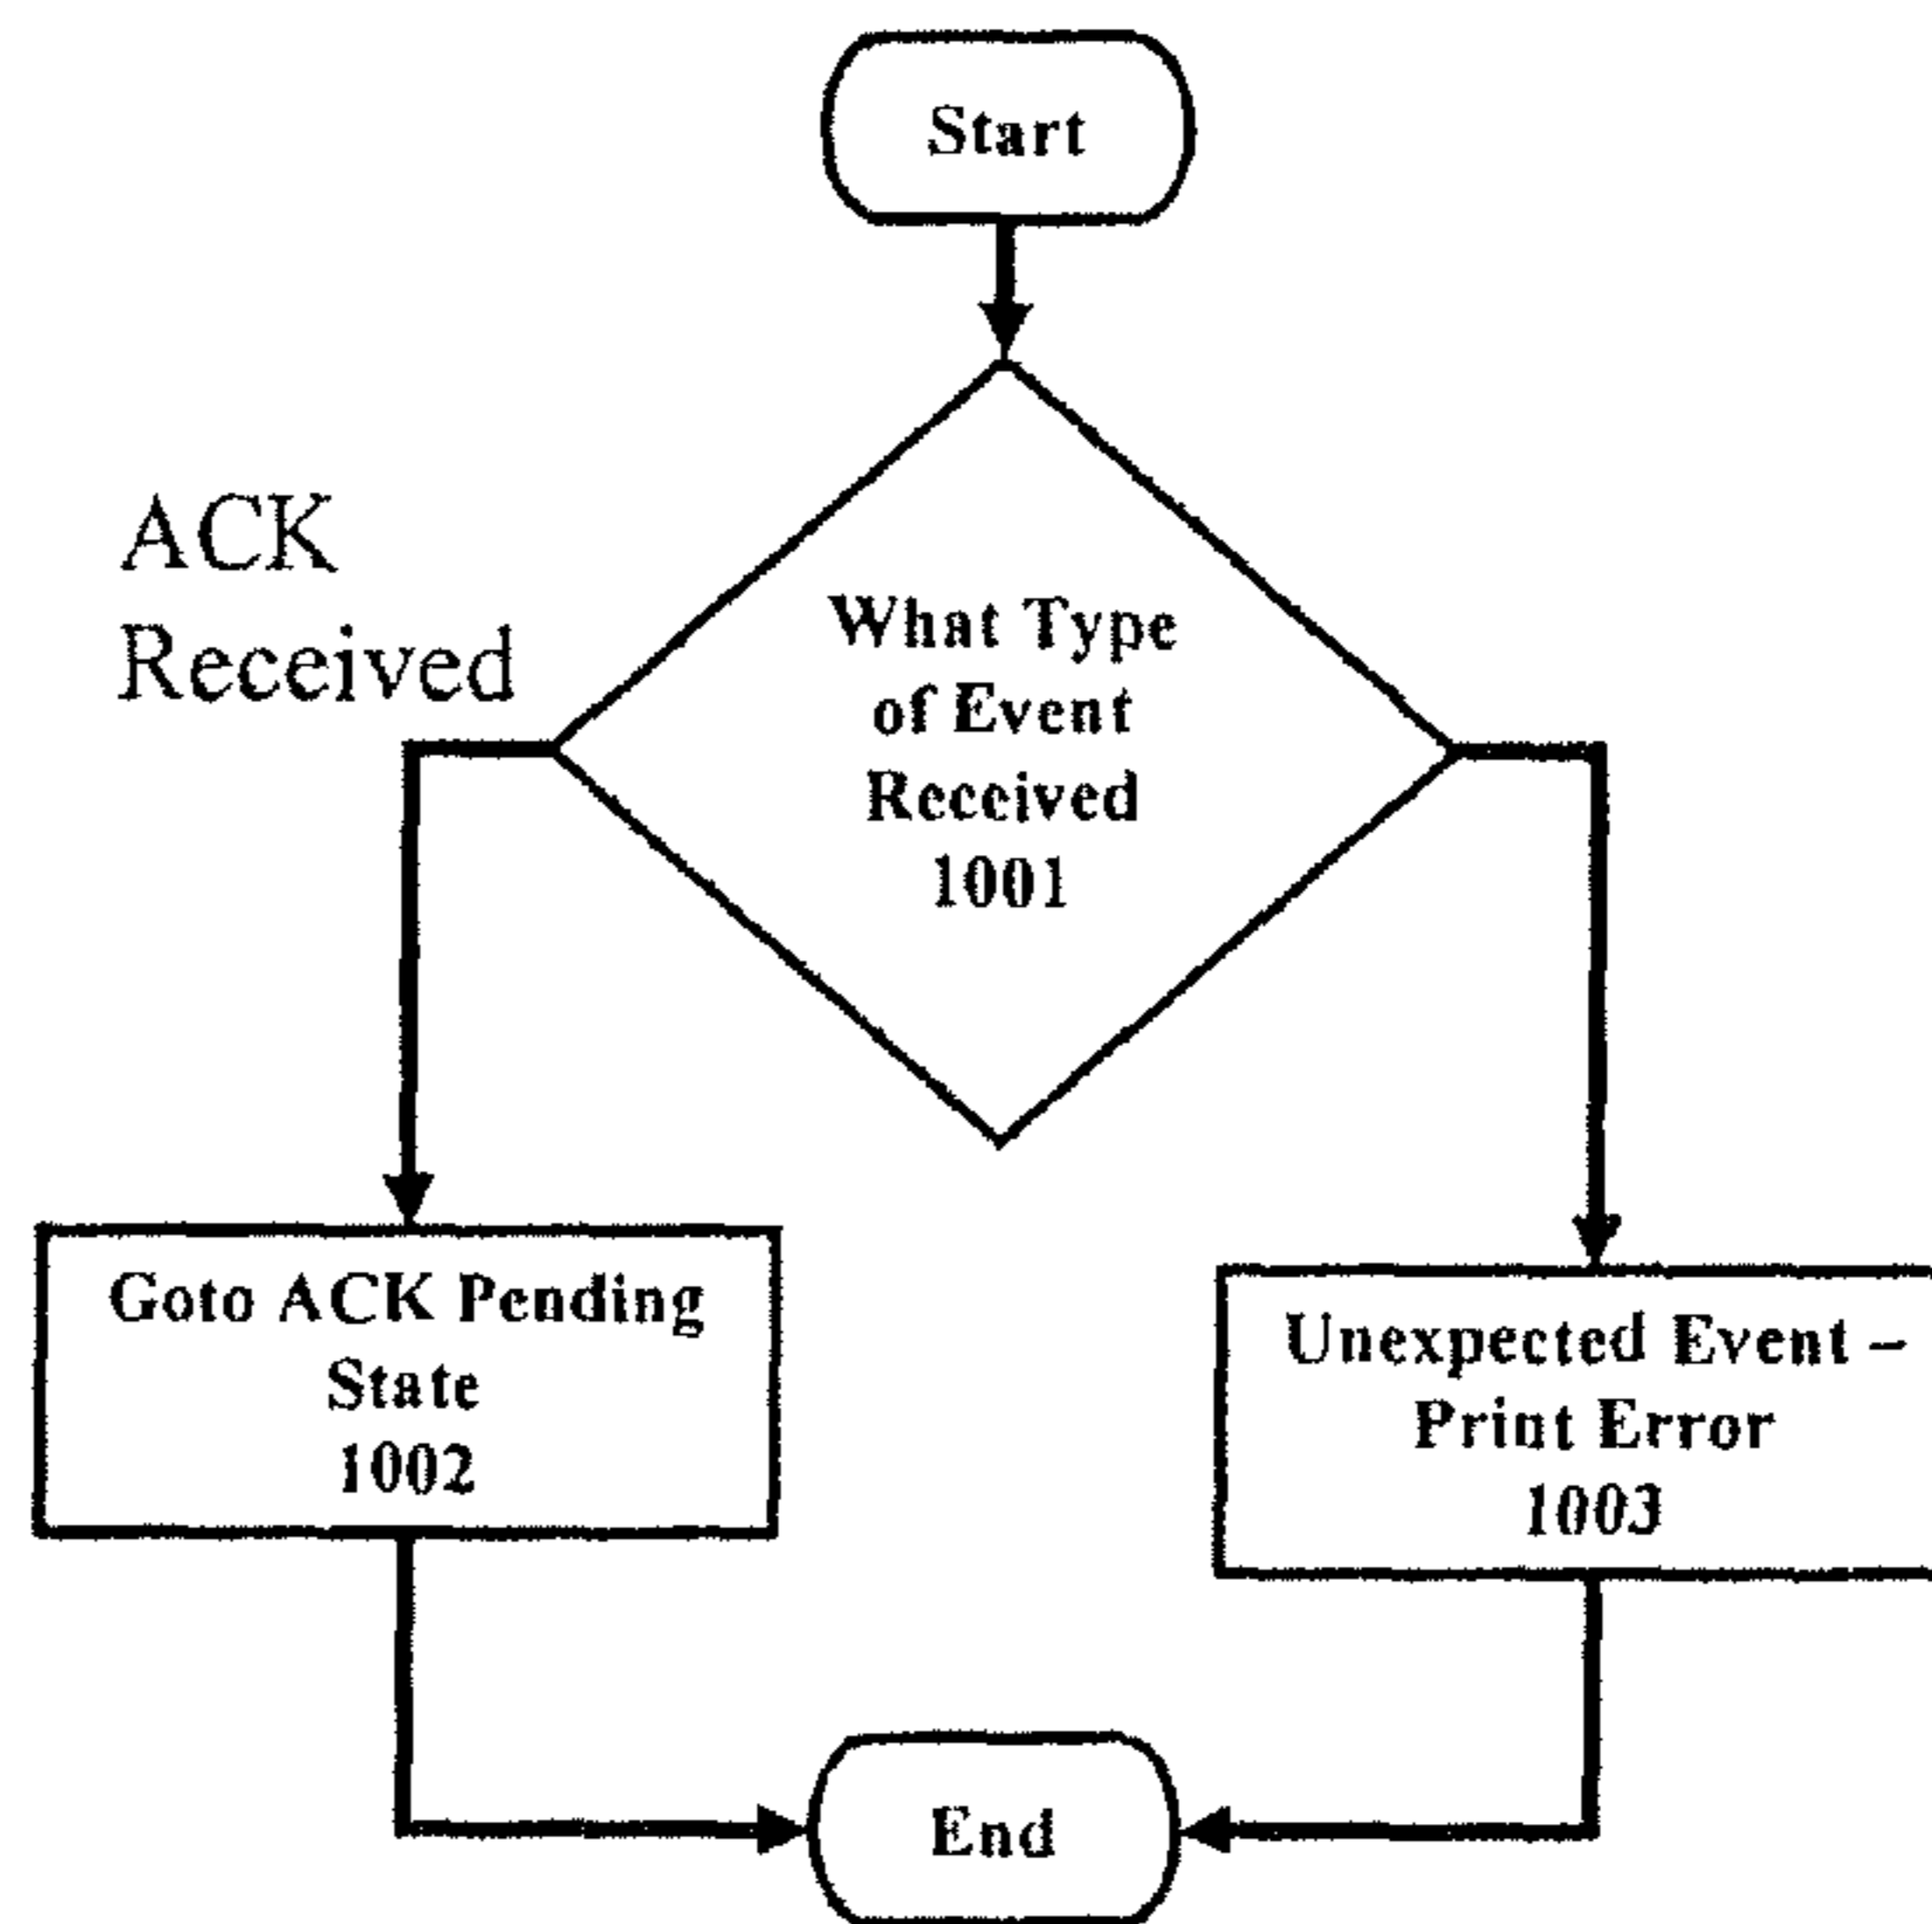 Start
ACK
Received
What Type
of Event
Received
1001
Goto ACK Pending
State
1002
Unexpected Event –
Print Error
1003
End